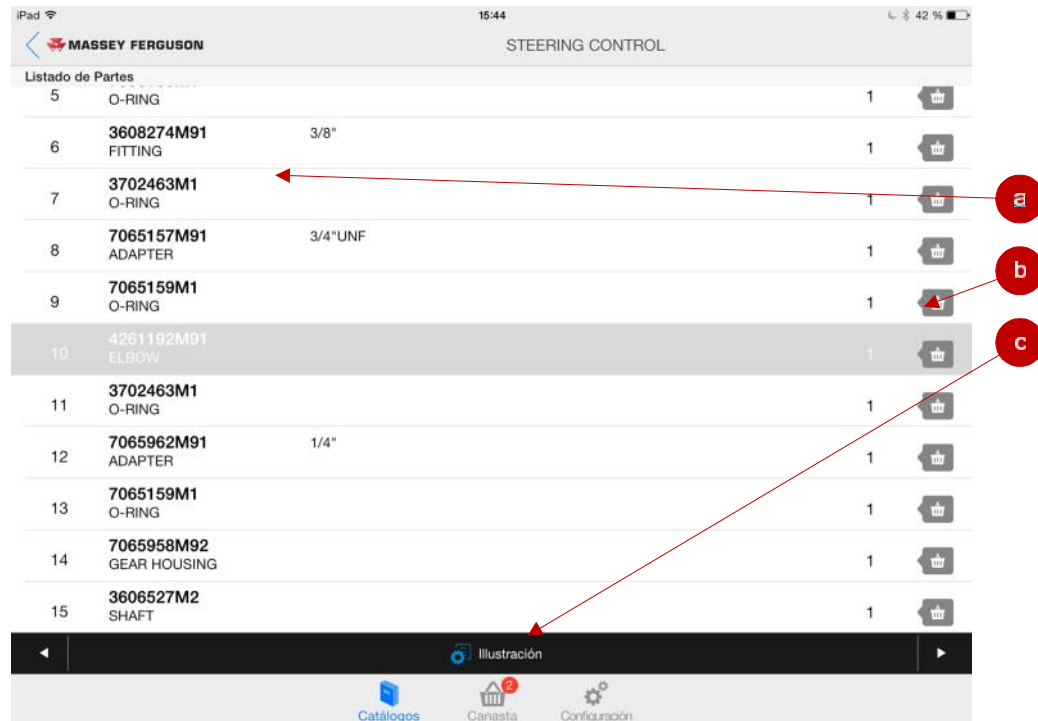 iPad 15:44 42 %
MASSEY FERGUSON STEERING CONTROL
Listado de Partes
5 O-RING 1
3608274M91 3/8"
6 FITTING 1
3702463M1
7 O-RING 1
7065157M91 3/4"UNF
8 ADAPTER 1
7065159M1
9 O-RING 1
4261192M91
10 ELBOW 1
3702463M1
11 O-RING 1
7065962M91 1/4"
12 ADAPTER 1
7065159M1
13 O-RING 1
7065958M92
14 GEAR HOUSING 1
3606527M2
15 SHAFT 1
Illustración
2
Catálogos Canasta Configuración
a
b
c